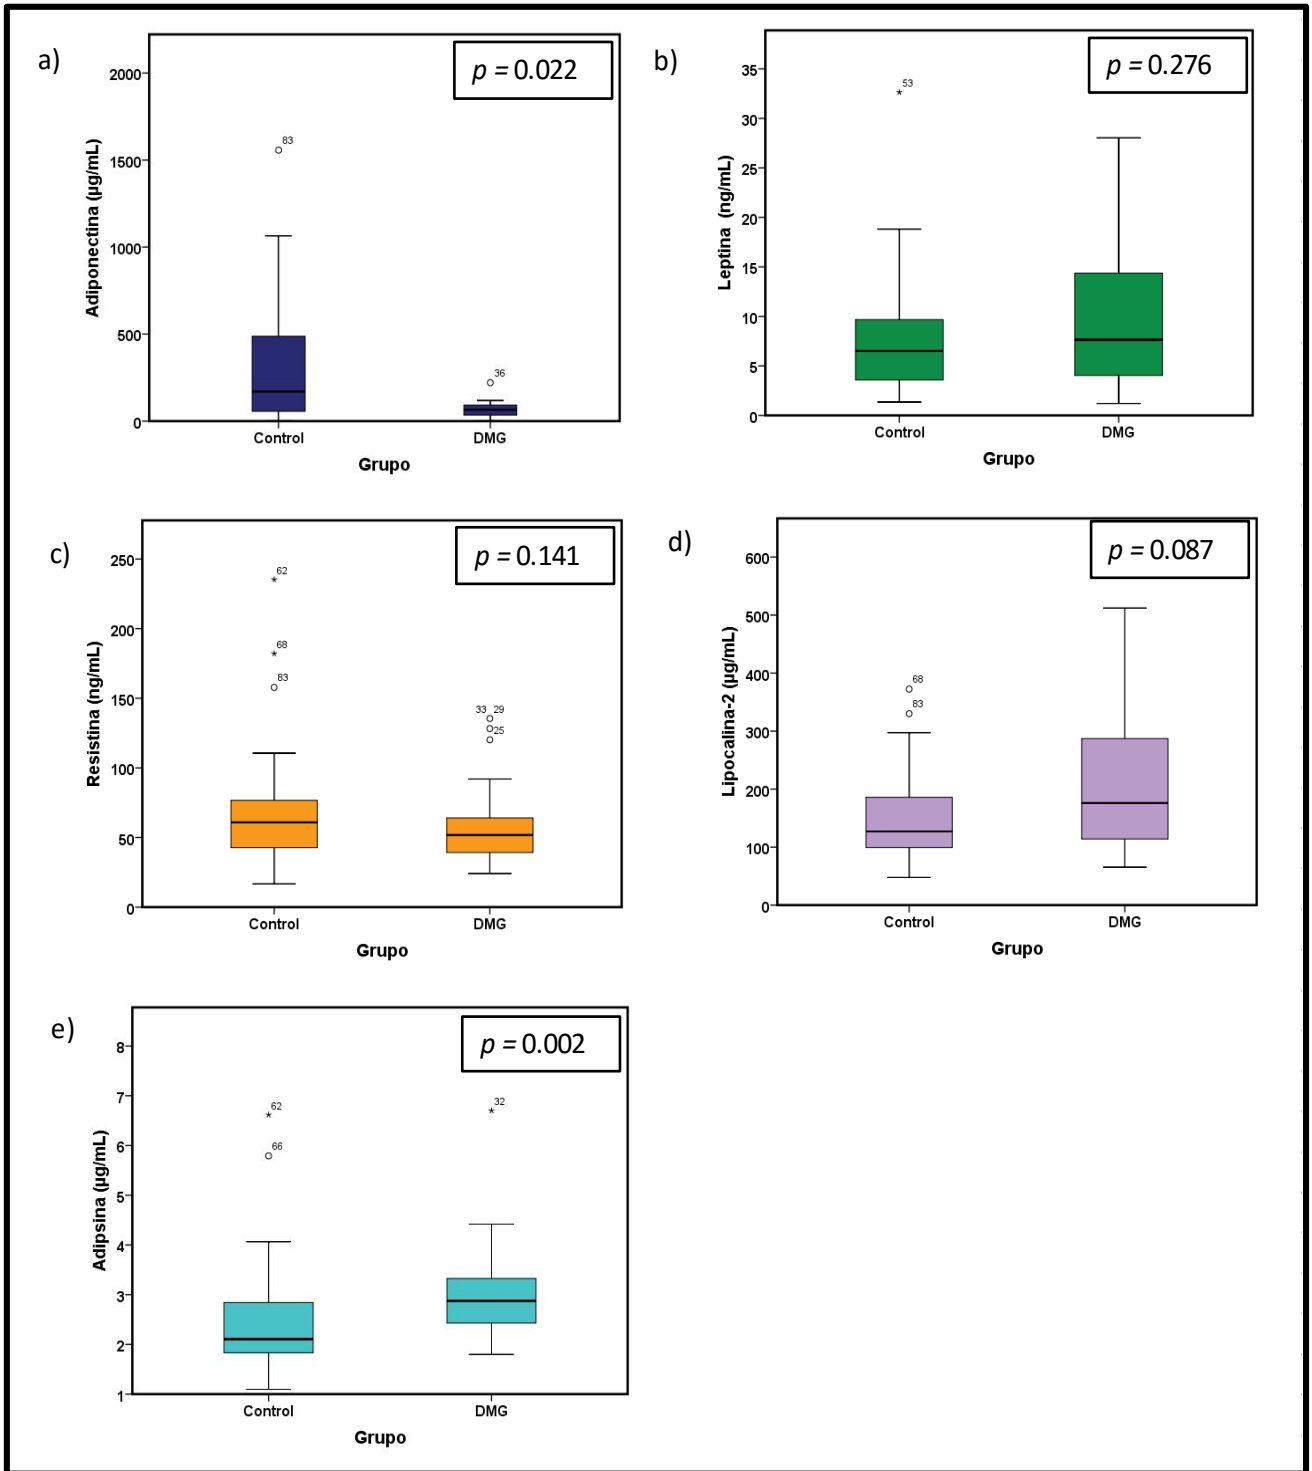 a)
p = 0.022
2000
1500
1000
500
0
Adiponectina (µg/mL)
83
36
Control
DMG
Grupo
b)
p = 0.276
35
30
25
20
15
10
5
0
Leptina (ng/mL)
53
Control
DMG
Grupo
c)
p = 0.141
250
200
150
100
50
0
Resistina (ng/mL)
62
68
83
33 29
25
Control
DMG
Grupo
d)
p = 0.087
600
500
400
300
200
100
0
Lipocalina-2 (µg/mL)
68
83
Control
DMG
Grupo
e)
p = 0.002
8
7
6
5
4
3
2
1
Adipsina (µg/mL)
62
66
32
Control
DMG
Grupo